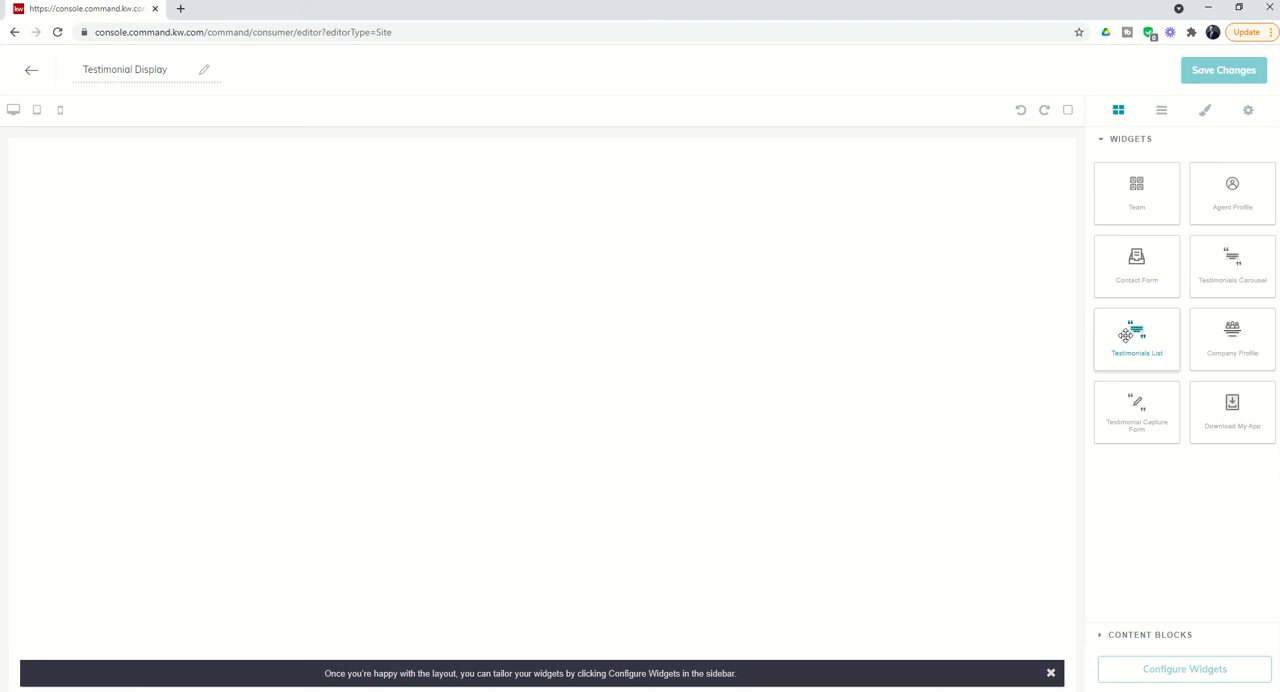 kw https://console.command.kw.cor
console.command.kw.com/command/consumer/editor?editorType=Site
Update
Testimonial Display
Save Changes
WIDGETS
Team
Agent Profile
Contact Form
Testimonials Carousel
Testimonials List
Company Profile
Testimonial Capture
Form
Download My App
CONTENT BLOCKS
Once you're happy with the layout, you can tailor your widgets by clicking Configure Widgets in the sidebar.
Configure Widgets